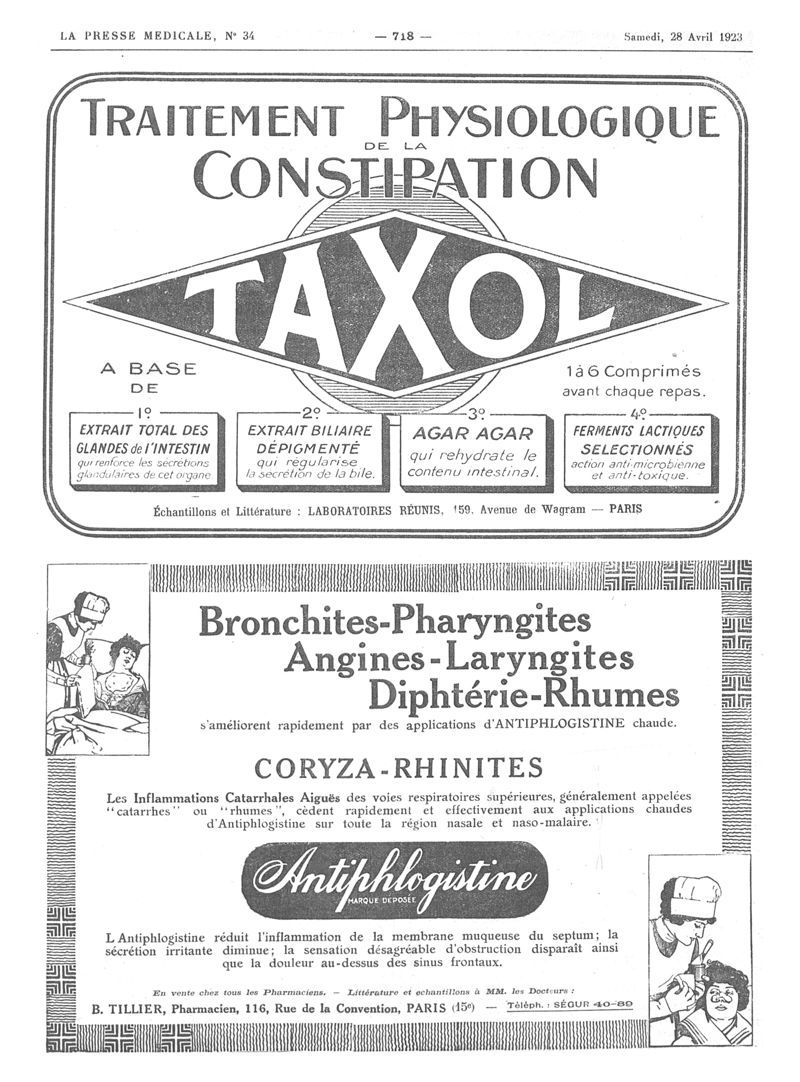 LA PRESSE MEDICALE, N° 34 — 718 — Samedi, 28 Avril 1923
TRAITEMENT PHYSIOLOGIQUE
DE LA
CONSTIPATION
TAXOL
A BASE
DE
1 à 6 Comprimés
avant chaque repas.
1º
EXTRAIT TOTAL DES
GLANDES de l'INTESTIN
qui renforce les sécrétions
glandulaires de cet organe
2º
EXTRAIT BILIAIRE
DÉPIGMENTÉ
qui régularise
la sécrétion de la bile.
3º
AGAR AGAR
qui rehydrate le
contenu intestinal.
4º
FERMENTS LACTIQUES
SELECTIONNÉS
action anti-microbienne
et anti-toxique.
Échantillons et Littérature : LABORATOIRES RÉUNIS, 159, Avenue de Wagram — PARIS
Bronchites-Pharyngites
Angines-Laryngites
Diphtérie-Rhumes
s'améliorent rapidement par des applications d'ANTIPHLOGISTINE chaude.
CORYZA-RHINITES
Les Inflammations Catarrhales Aiguës des voies respiratoires supérieures, généralement appelées
"catarrhes" ou "rhumes", cèdent rapidement et effectivement aux applications chaudes
d'Antiphlogistine sur toute la région nasale et naso-malaire.
Antiphlogistine
MARQUE DÉPOSÉE
L'Antiphlogistine réduit l'inflammation de la membrane muqueuse du septum; la
sécrétion irritante diminue; la sensation désagréable d'obstruction disparaît ainsi
que la douleur au-dessus des sinus frontaux.
En vente chez tous les Pharmaciens. — Littérature et echantillons à MM. les Docteurs :
B. TILLIER, Pharmacien, 116, Rue de la Convention, PARIS (15e) — Téléph. : SÉGUR 40-89